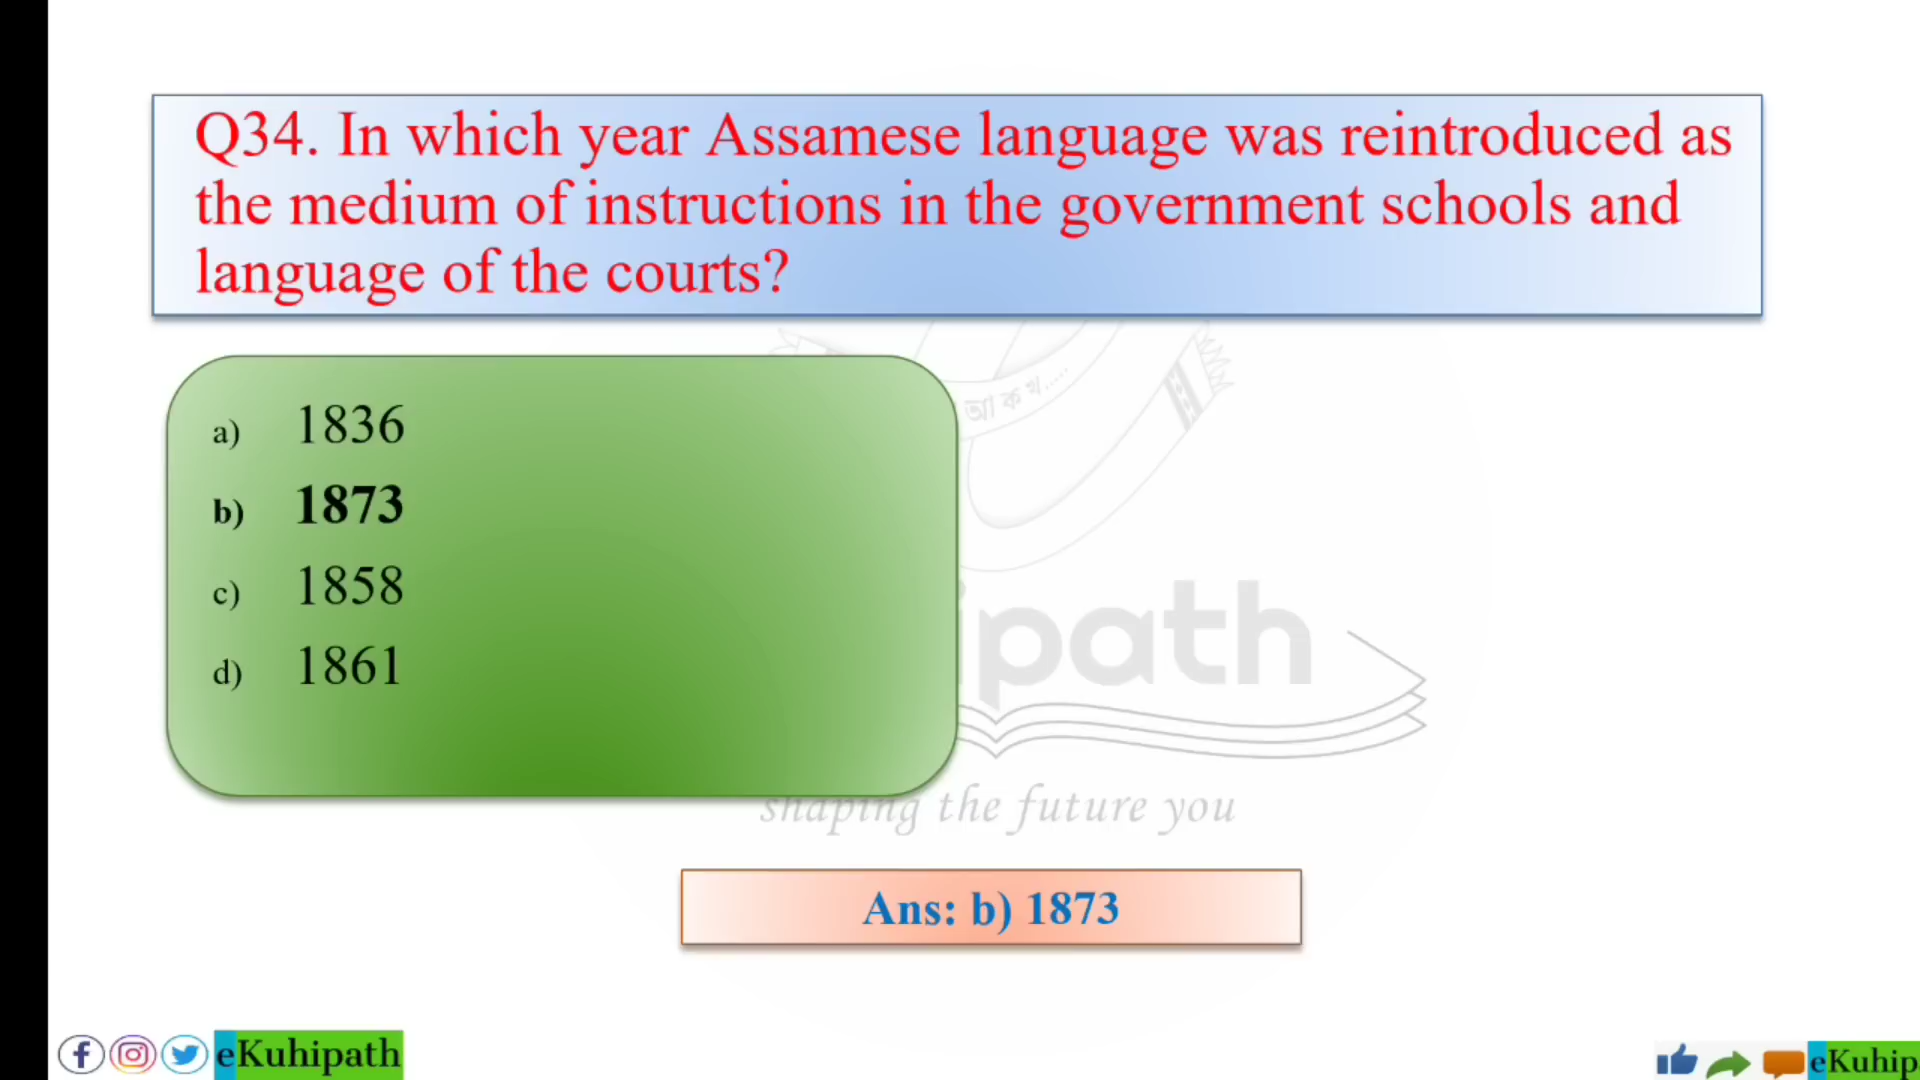 Q34. In which year Assamese language was reintroduced as
the medium of instructions in the government schools and
language of the courts?
a) 1836
b) 1873
c) 1858
d) 1861
আ ক খ.....
ipath
shaping the future you
Ans: b) 1873
eKuhipath
eKuhip